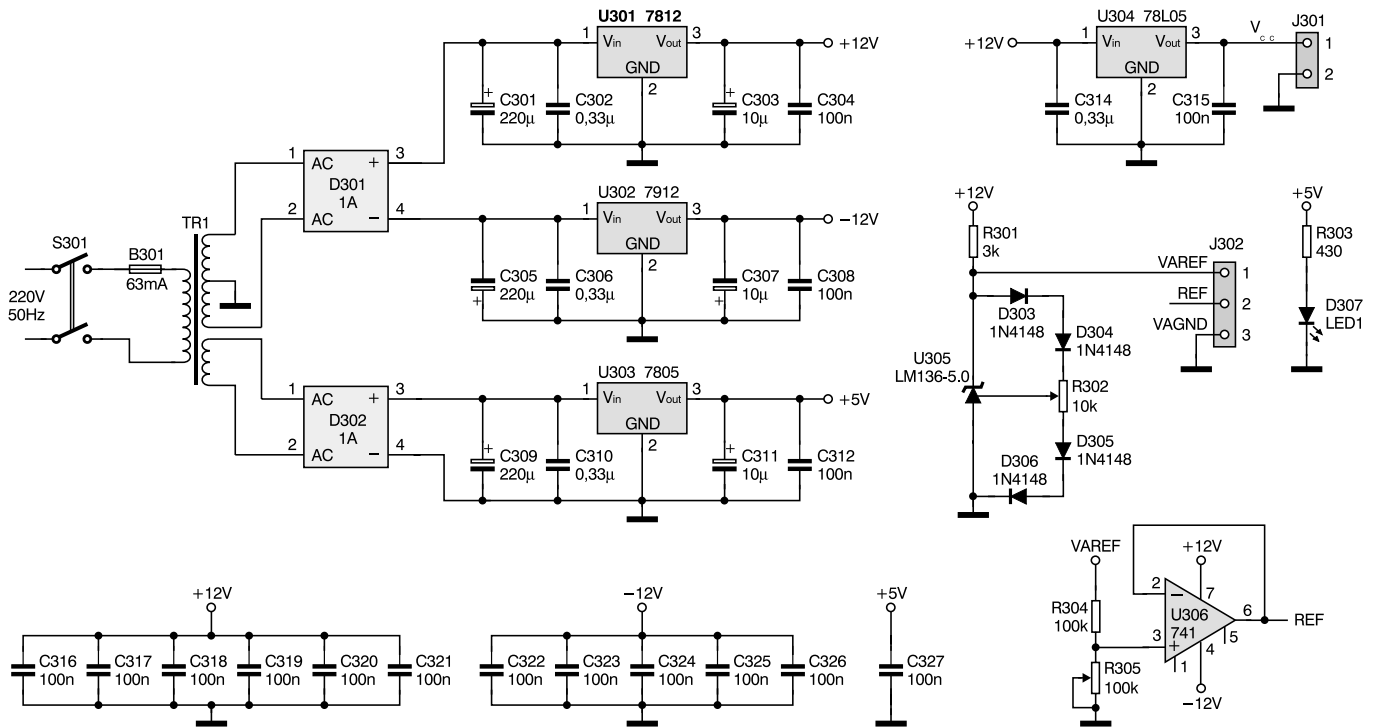 U301 7812
1 Vin Vout 3
GND
2
+12V
C301
220μ
C302
0,33μ
C303
10μ
C304
100n
U304 78L05
+12V
1 Vin Vout 3
GND
2
Vcc
J301
1
2
C314
0,33μ
C315
100n
1 AC + 3
D301
1A
2 AC − 4
U302 7912
1 Vin Vout 3
GND
2
−12V
C305
220μ
C306
0,33μ
C307
10μ
C308
100n
S301
B301
63mA
TR1
220V
50Hz
1 AC + 3
D302
1A
2 AC − 4
U303 7805
1 Vin Vout 3
GND
2
+5V
C309
220μ
C310
0,33μ
C311
10μ
C312
100n
+12V
R301
3k
VAREF
REF
VAGND
J302
1
2
3
D303
1N4148
D304
1N4148
U305
LM136-5.0
R302
10k
D305
1N4148
D306
1N4148
+5V
R303
430
D307
LED1
+12V
C316
100n
C317
100n
C318
100n
C319
100n
C320
100n
C321
100n
−12V
C322
100n
C323
100n
C324
100n
C325
100n
C326
100n
+5V
C327
100n
VAREF
R304
100k
R305
100k
+12V
2 − 7
U306
741
3 +
1
4
5
6
REF
−12V